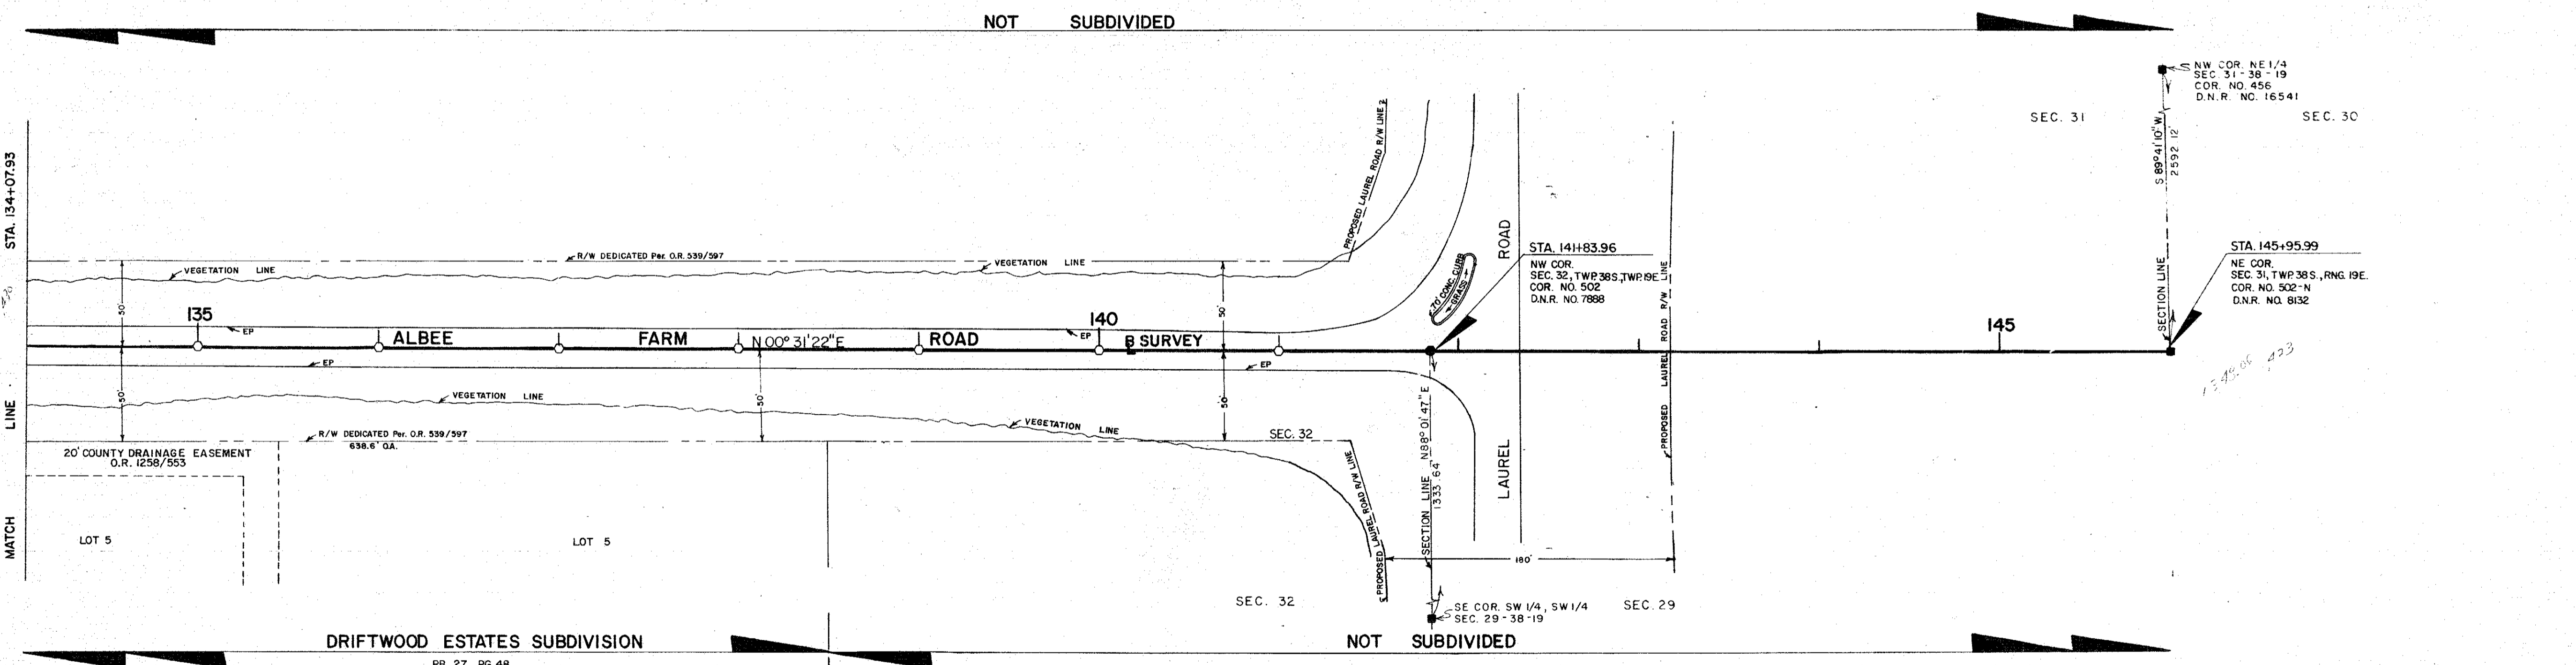 NOT SUBDIVIDED
NW COR. NE 1/4
SEC. 31-38-19
COR. NO. 456
D.N.R. NO. 16541
SEC. 31
SEC. 30
S 89° 41' 10" W
2592.12'
SECTION LINE
STA. 134+07.93
MATCH LINE
PROPOSED LAUREL ROAD R/W LINE
R/W DEDICATED Per. O.R. 539/597
VEGETATION LINE
VEGETATION LINE
50'
50'
70' CONC. CURB
GRASS
LAUREL ROAD
STA. 141+83.96
NW COR.
SEC. 32, TWP. 38 S., TWP. 19E.
COR. NO. 502
D.N.R. NO. 7888
PROPOSED LAUREL ROAD R/W LINE
STA. 145+95.99
NE COR.
SEC. 31, TWP. 38 S., RNG. 19E.
COR. NO. 502-N
D.N.R. NO. 8132
135
EP
ALBEE FARM ROAD
N 00° 31' 22" E
140
EP
B SURVEY
145
EP
EP
50'
50'
50'
VEGETATION LINE
VEGETATION LINE
R/W DEDICATED Per. O.R. 539/597
638.6' O.A.
SEC. 32
20' COUNTY DRAINAGE EASEMENT
O.R. 1258/553
PROPOSED LAUREL ROAD R/W LINE
SECTION LINE N88° 01' 47" E
1333.64'
LOT 5
LOT 5
180'
SEC. 32
SE COR. SW 1/4, SW 1/4
SEC. 29-38-19
SEC. 29
DRIFTWOOD ESTATES SUBDIVISION
PB. 27, PG 48
NOT SUBDIVIDED